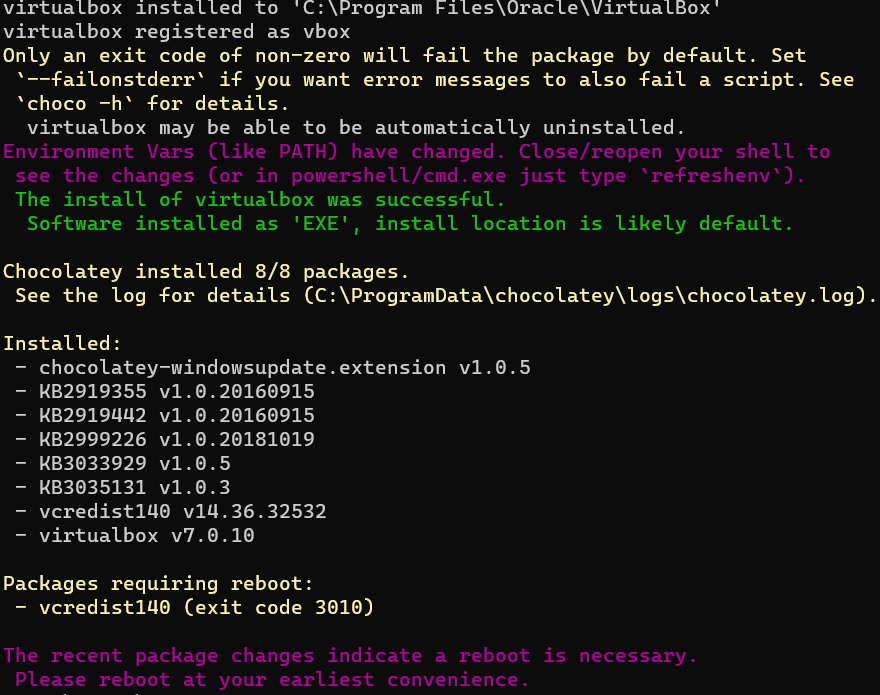 virtualbox installed to 'C:\Program Files\Oracle\VirtualBox'
virtualbox registered as vbox
Only an exit code of non-zero will fail the package by default. Set
`--failonstderr` if you want error messages to also fail a script. See
`choco -h` for details.
virtualbox may be able to be automatically uninstalled.
Environment Vars (like PATH) have changed. Close/reopen your shell to
see the changes (or in powershell/cmd.exe just type `refreshenv`).
The install of virtualbox was successful.
Software installed as 'EXE', install location is likely default.
Chocolatey installed 8/8 packages.
See the log for details (C:\ProgramData\chocolatey\logs\chocolatey.log).
Installed:
- chocolatey-windowsupdate.extension v1.0.5
- KB2919355 v1.0.20160915
- KB2919442 v1.0.20160915
- KB2999226 v1.0.20181019
- KB3033929 v1.0.5
- KB3035131 v1.0.3
- vcredist140 v14.36.32532
- virtualbox v7.0.10
Packages requiring reboot:
- vcredist140 (exit code 3010)
The recent package changes indicate a reboot is necessary.
Please reboot at your earliest convenience.